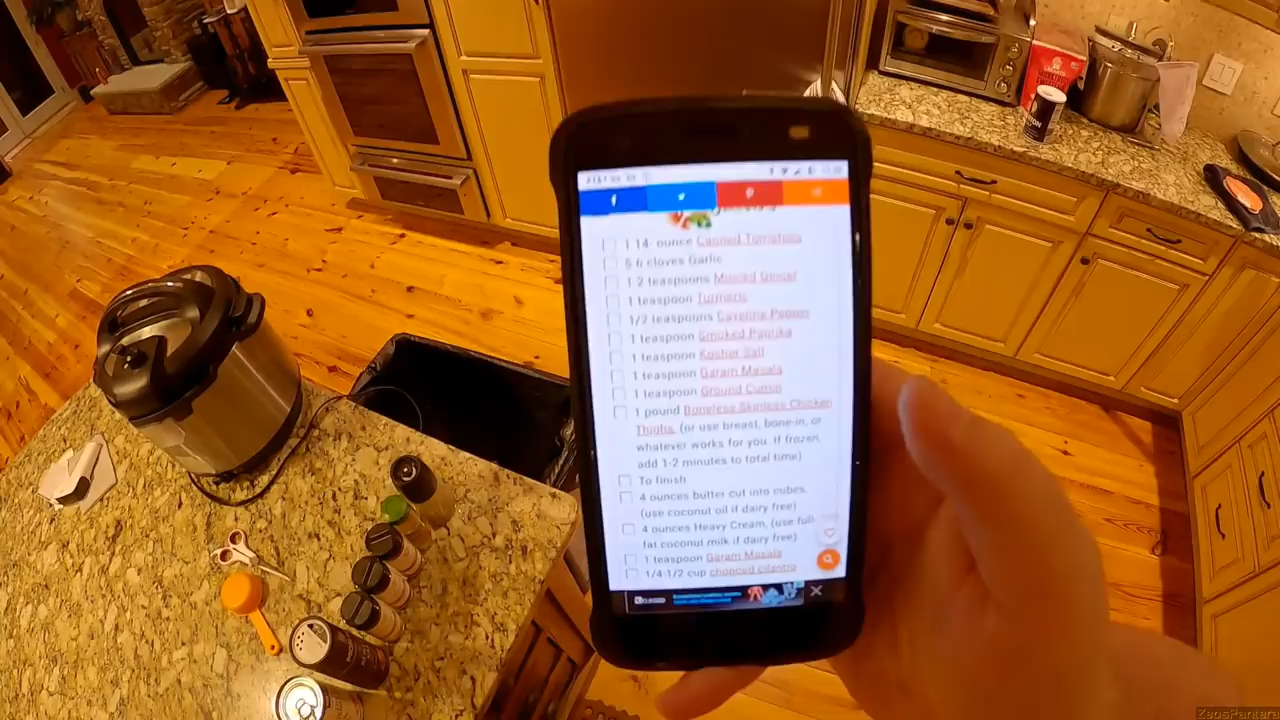 1 14- ounce Canned Tomatoes
5-6 cloves Garlic
1-2 teaspoons Minced Ginger
1 teaspoon Turmeric
1/2 teaspoons Cayenne Pepper
1 teaspoon Smoked Paprika
1 teaspoon Kosher Salt
1 teaspoon Garam Masala
1 teaspoon Ground Cumin
1 pound Boneless Skinless Chicken
Thighs, (or use breast, bone-in, or
whatever works for you. If frozen,
add 1-2 minutes to total time)
To finish
4 ounces butter cut into cubes,
(use coconut oil if dairy free)
4 ounces Heavy Cream, (use full-
fat coconut milk if dairy free)
1 teaspoon Garam Masala
1/4-1/2 cup chopped cilantro
ZeosPantera